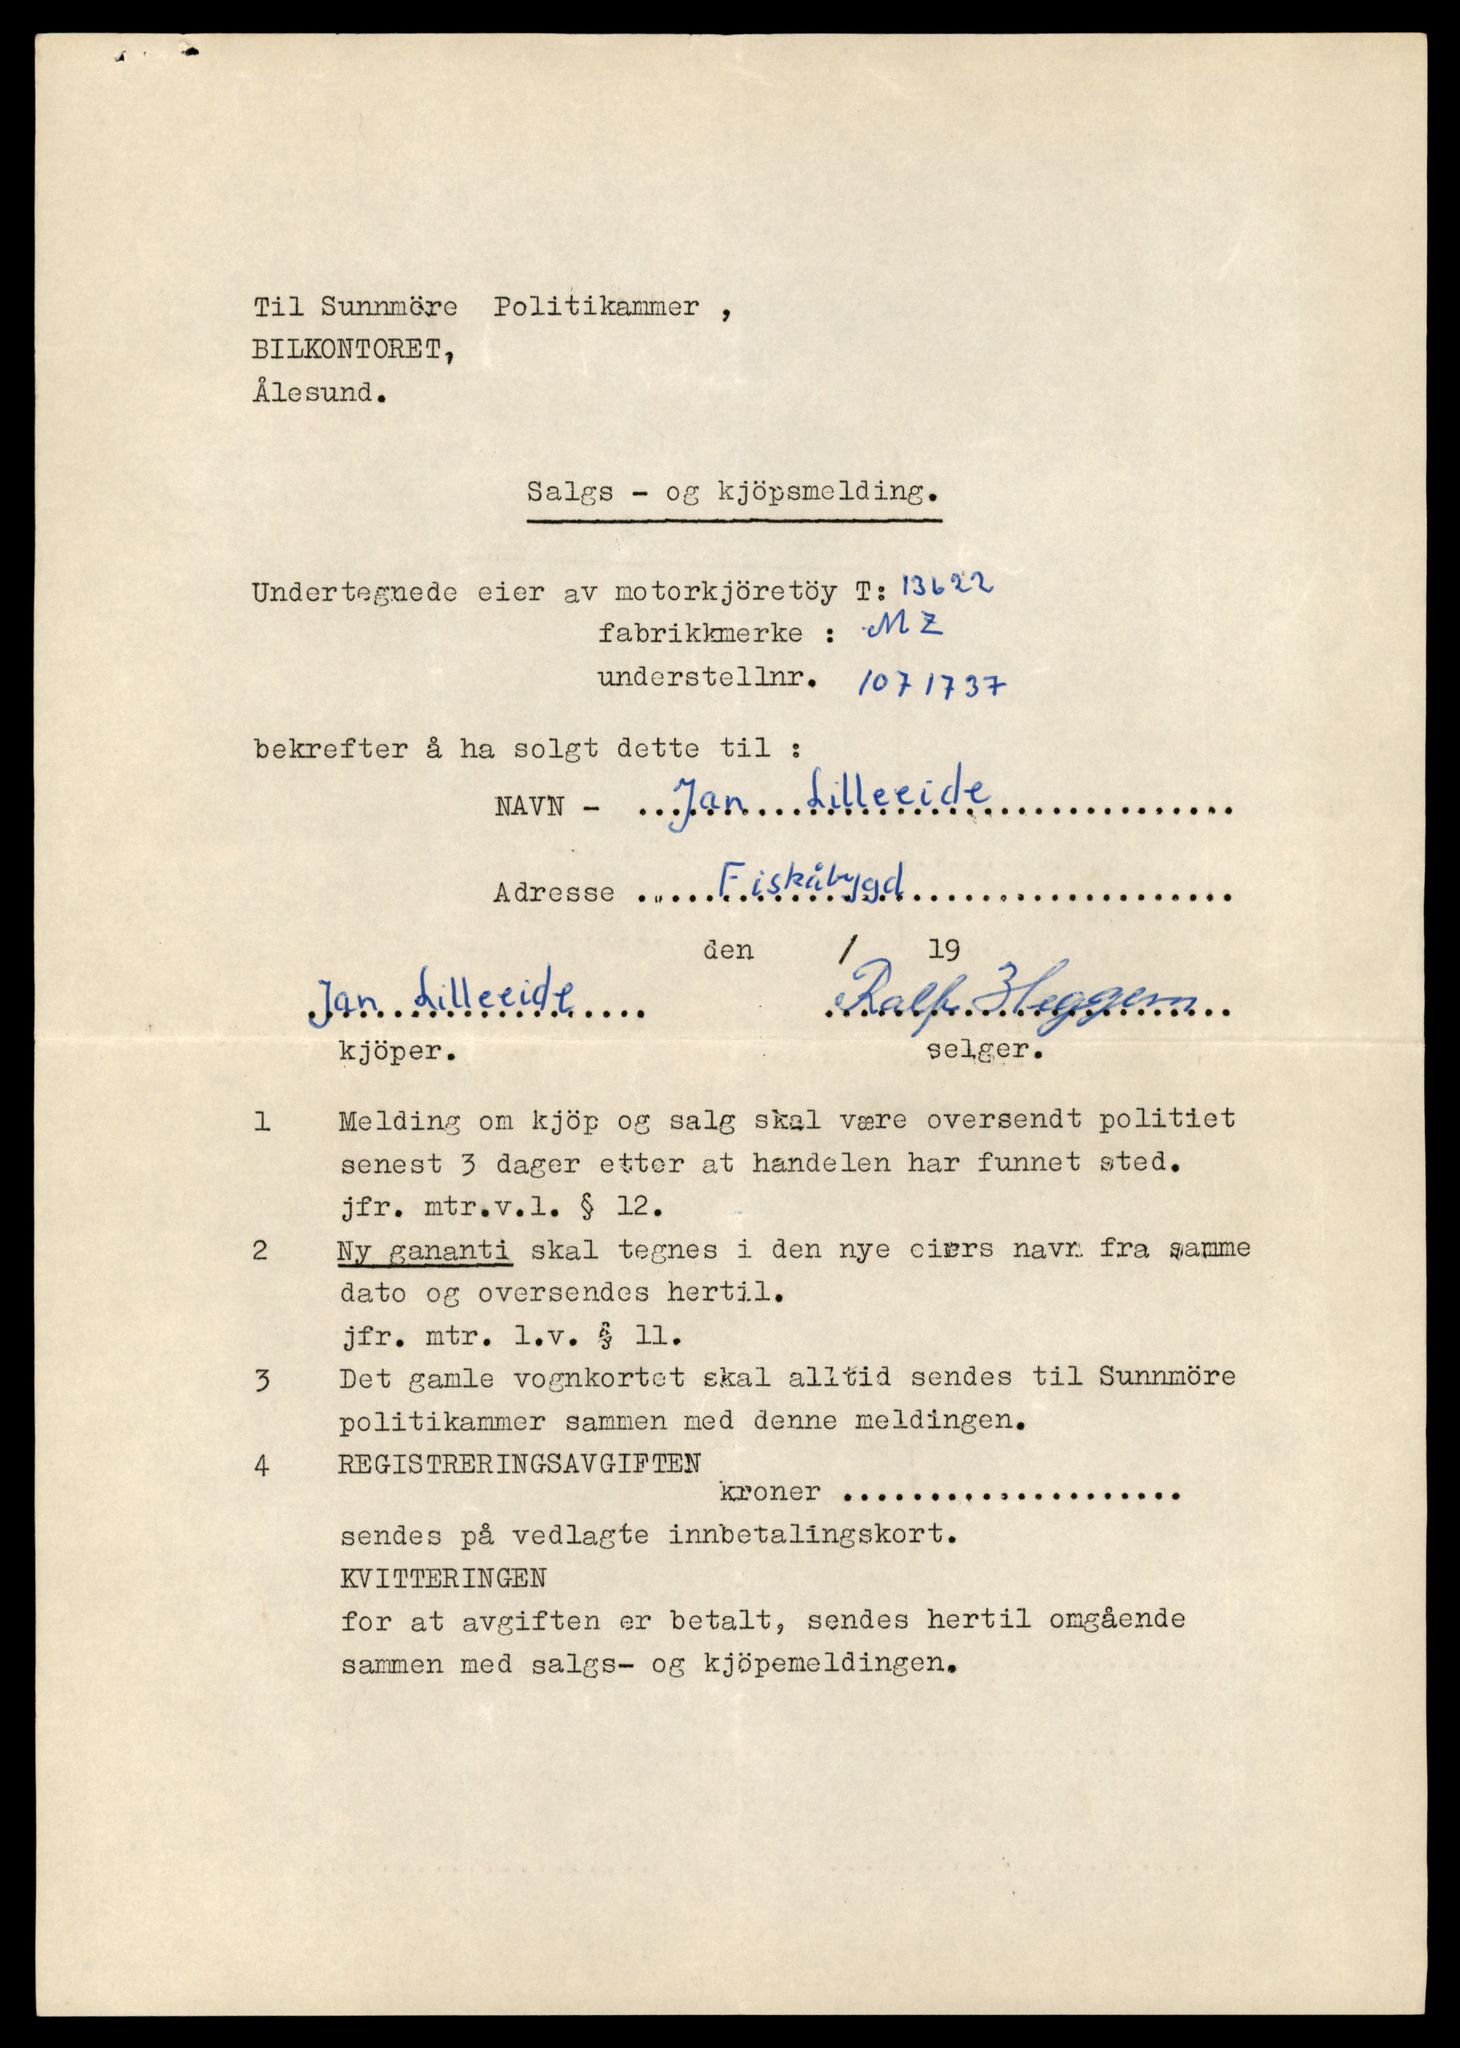 Til Sunnmöre Politikammer ,
BILKONTORET,
Ålesund.
Salgs - og kjöpsmelding.
Undertegnede eier av motorkjöretöy T: 13622
fabrikkmerke : MZ
understellnr. 1071737
bekrefter å ha solgt dette til :
NAVN - Jan Lilleeide
Adresse Fiskåbygd
den / 19
Jan Lilleeide Ralf Heggem
kjöper. selger.
1 Melding om kjöp og salg skal være oversendt politiet
senest 3 dager etter at handelen har funnet sted.
jfr. mtr.v.l. § 12.
2 Ny gananti skal tegnes i den nye eiers navn fra samme
dato og oversendes hertil.
jfr. mtr. l.v. § 11.
3 Det gamle vognkortet skal alltid sendes til Sunnmöre
politikammer sammen med denne meldingen.
4 REGISTRERINGSAVGIFTEN
kroner ....................
sendes på vedlagte innbetalingskort.
KVITTERINGEN
for at avgiften er betalt, sendes hertil omgående
sammen med salgs- og kjöpemeldingen.